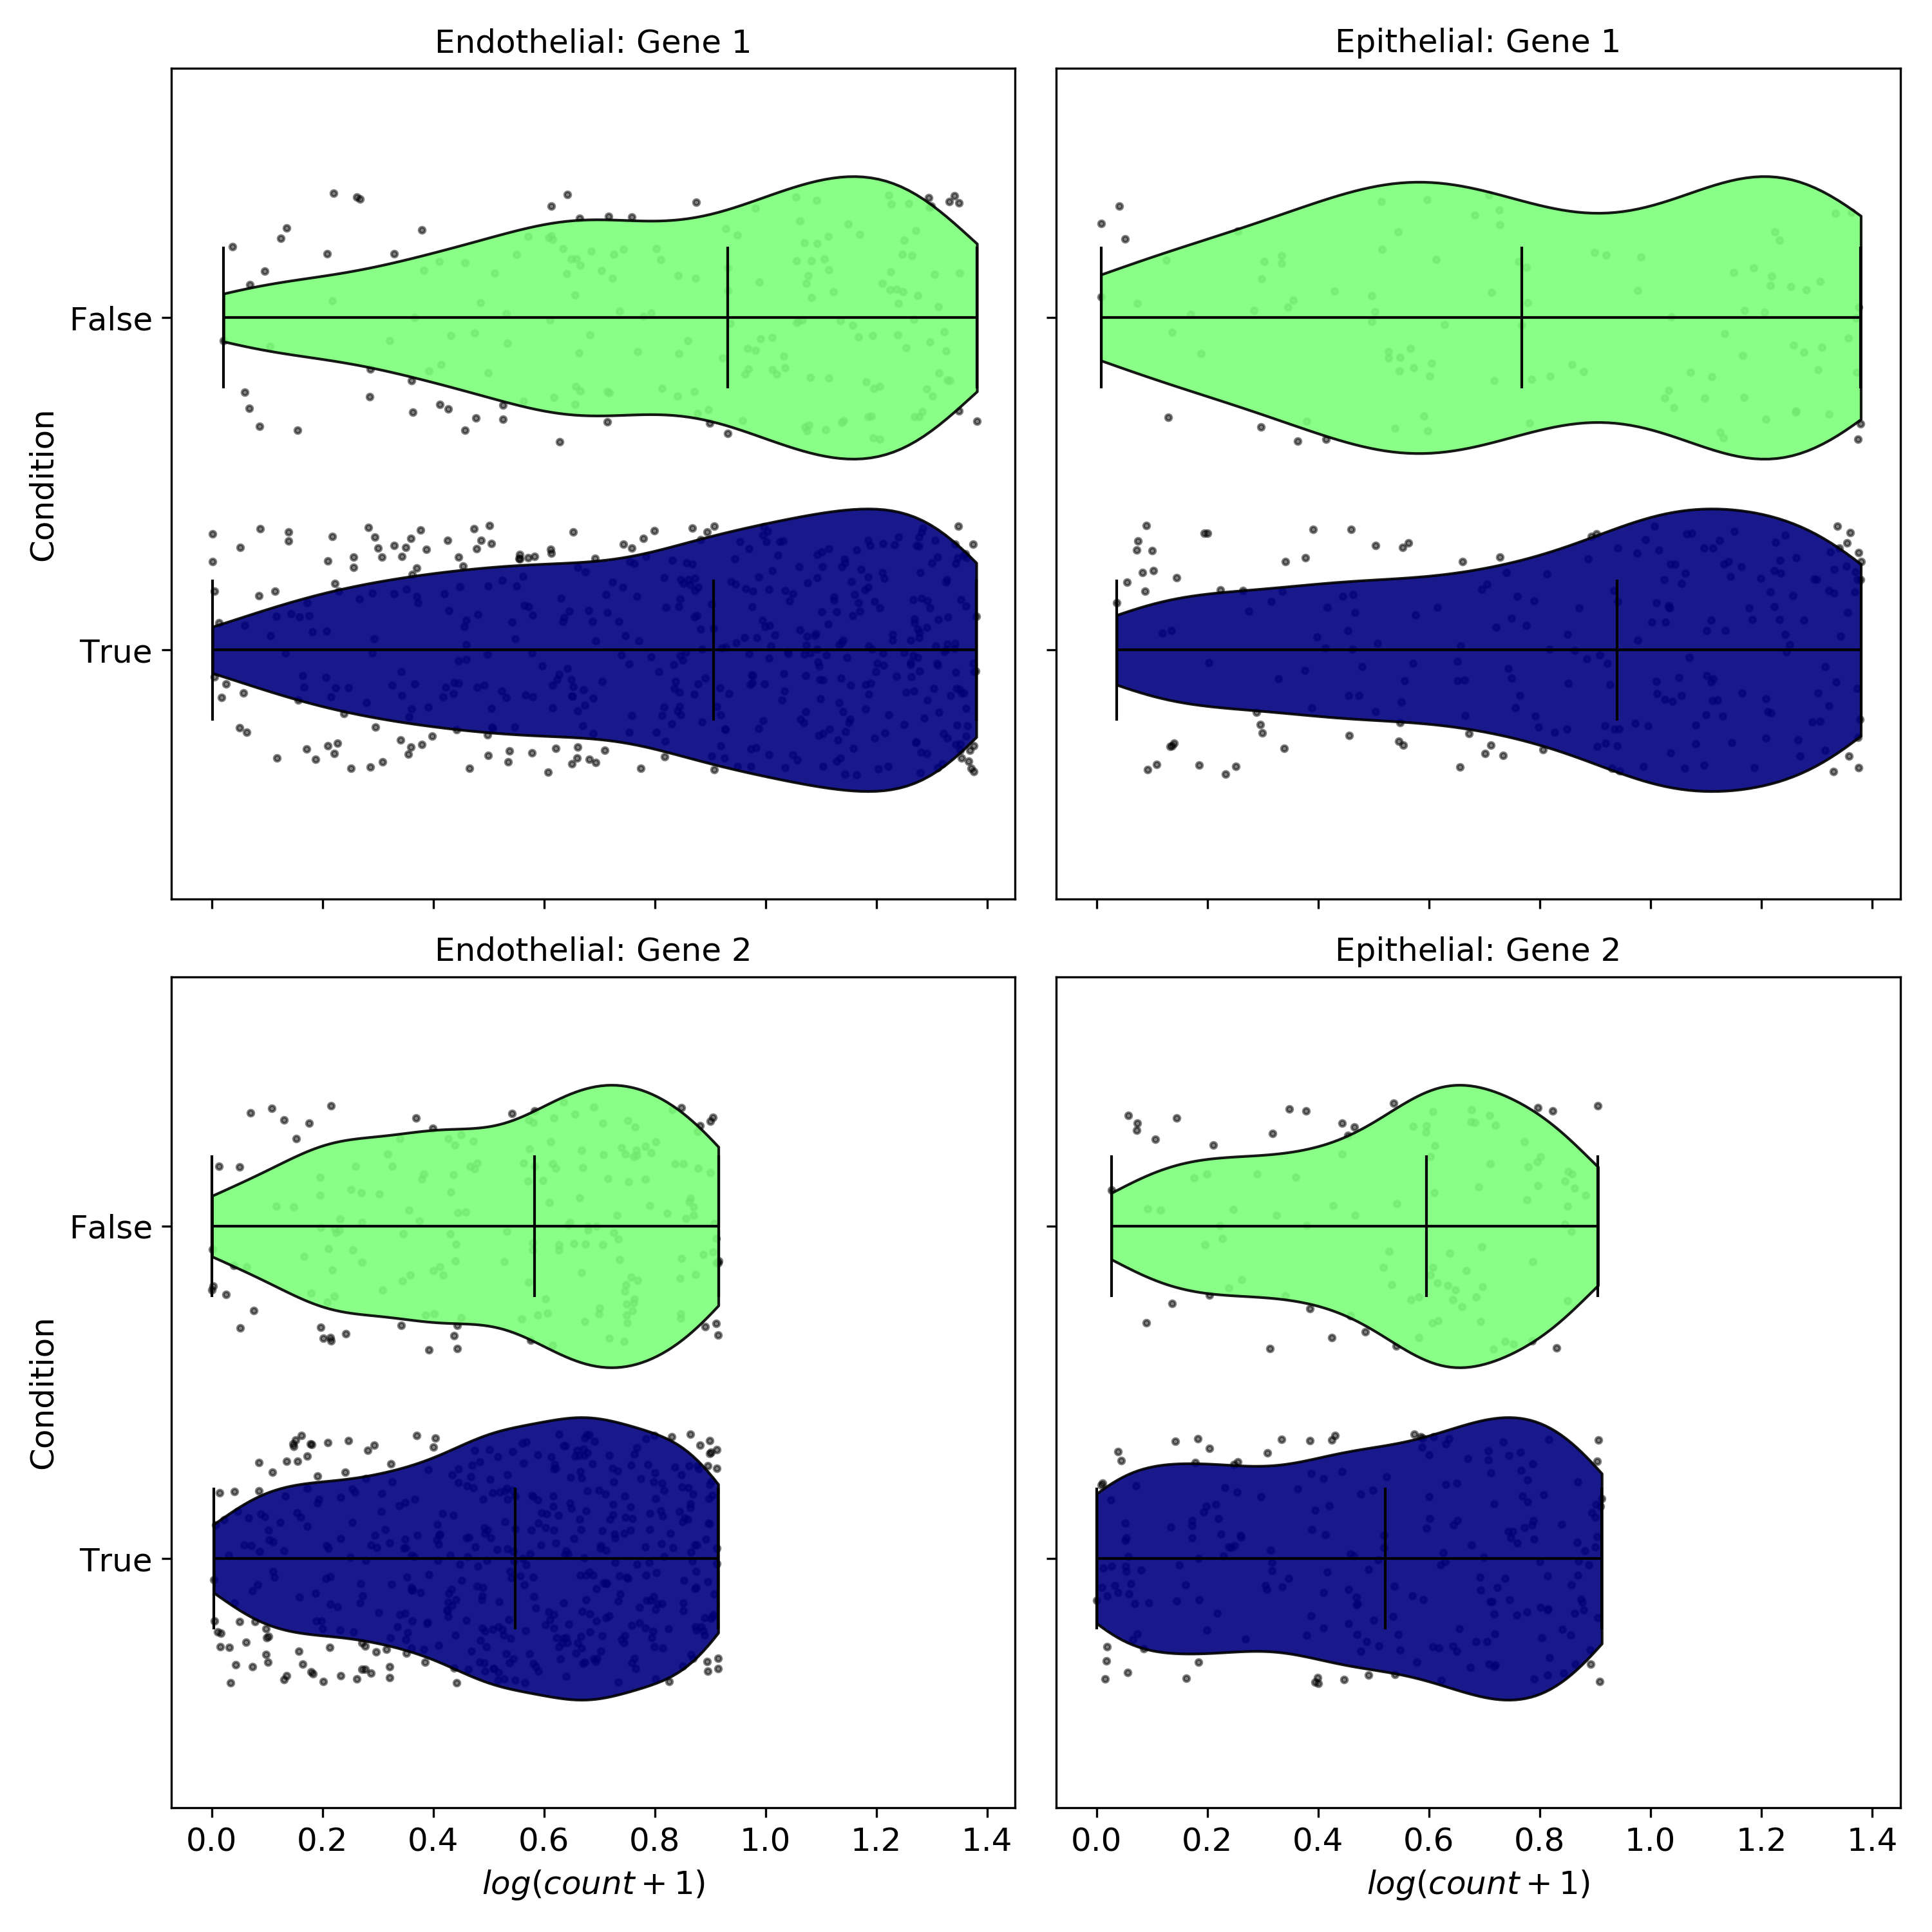 Endothelial: Gene 1
Epithelial: Gene 1
Condition
False
True
Endothelial: Gene 2
Epithelial: Gene 2
Condition
False
True
0.0 0.2 0.4 0.6 0.8 1.0 1.2 1.4
0.0 0.2 0.4 0.6 0.8 1.0 1.2 1.4
log(count + 1)
log(count + 1)